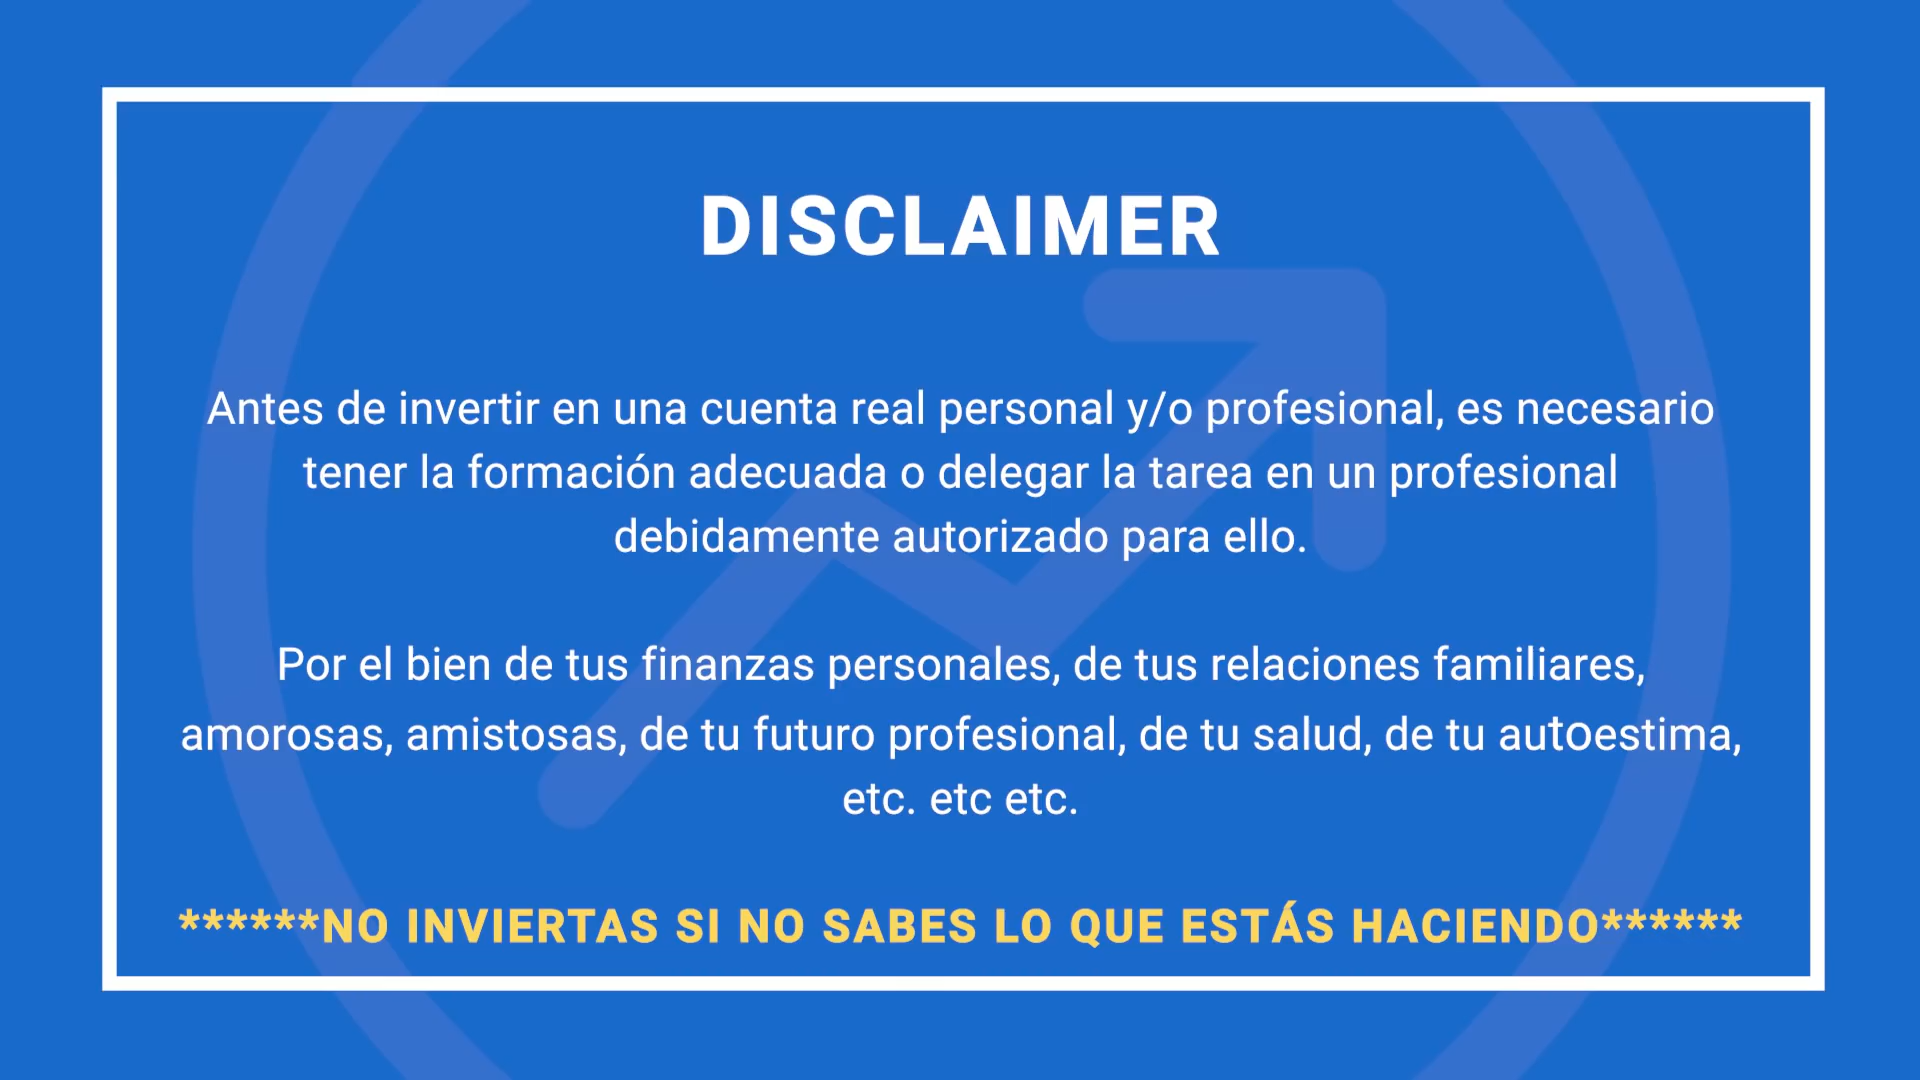 DISCLAIMER
Antes de invertir en una cuenta real personal y/o profesional, es necesario
tener la formación adecuada o delegar la tarea en un profesional
debidamente autorizado para ello.
Por el bien de tus finanzas personales, de tus relaciones familiares,
amorosas, amistosas, de tu futuro profesional, de tu salud, de tu autoestima,
etc. etc etc.
******NO INVIERTAS SI NO SABES LO QUE ESTÁS HACIENDO******